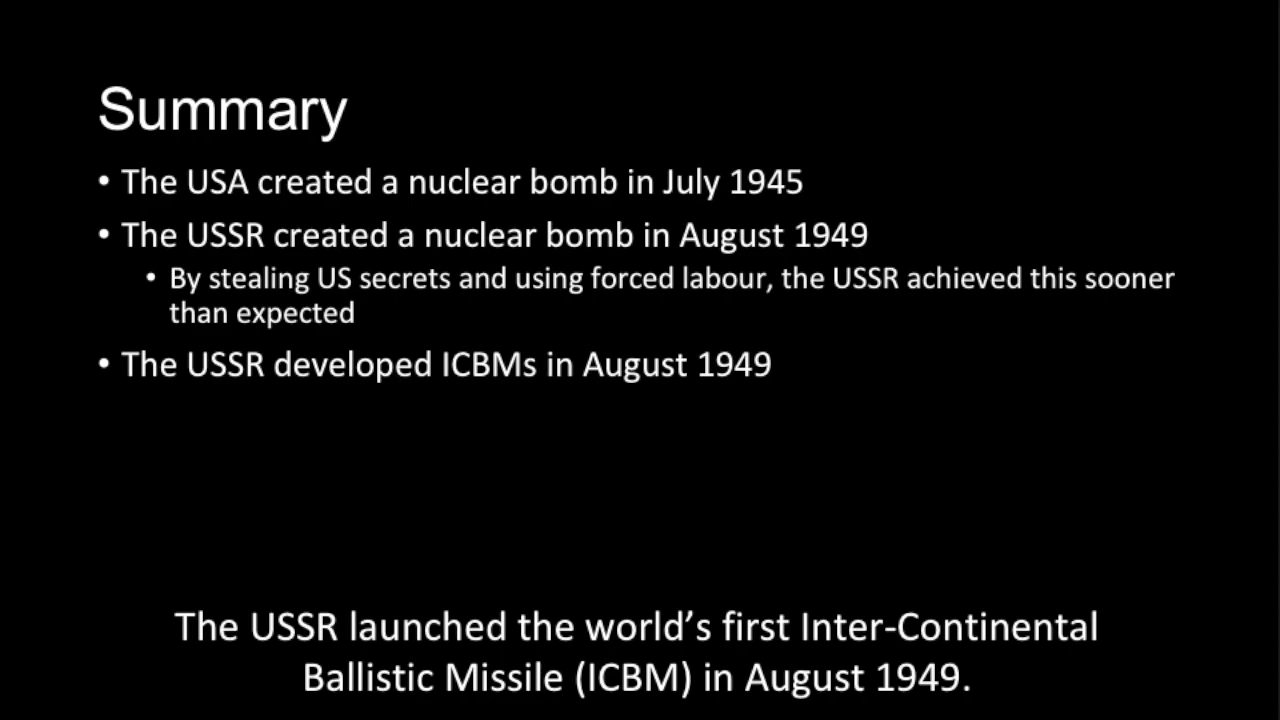 Summary
• The USA created a nuclear bomb in July 1945
• The USSR created a nuclear bomb in August 1949
• By stealing US secrets and using forced labour, the USSR achieved this sooner
than expected
• The USSR developed ICBMs in August 1949
The USSR launched the world’s first Inter-Continental
Ballistic Missile (ICBM) in August 1949.